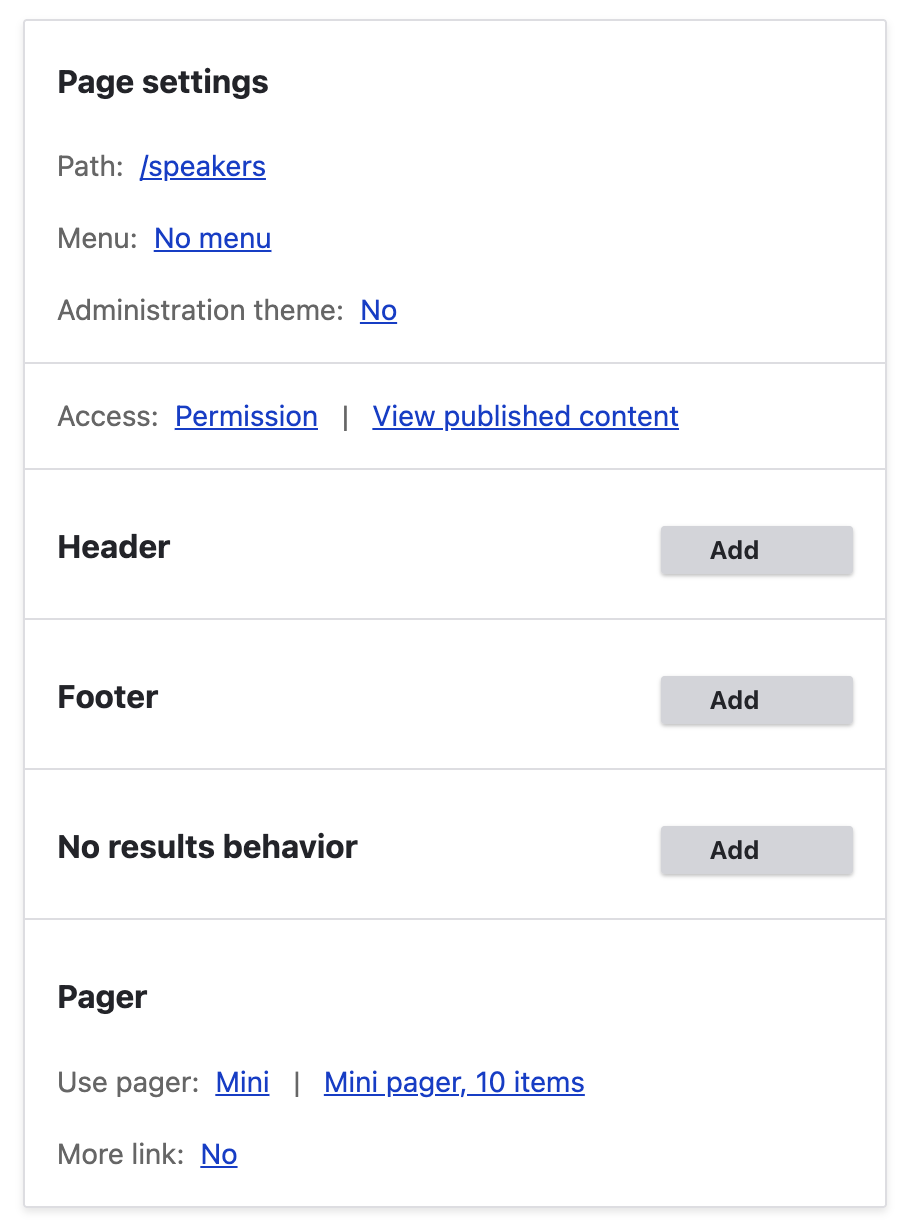 Page settings
Path: /speakers
Menu: No menu
Administration theme: No
Access: Permission | View published content
Header Add
Footer Add
No results behavior Add
Pager
Use pager: Mini | Mini pager, 10 items
More link: No